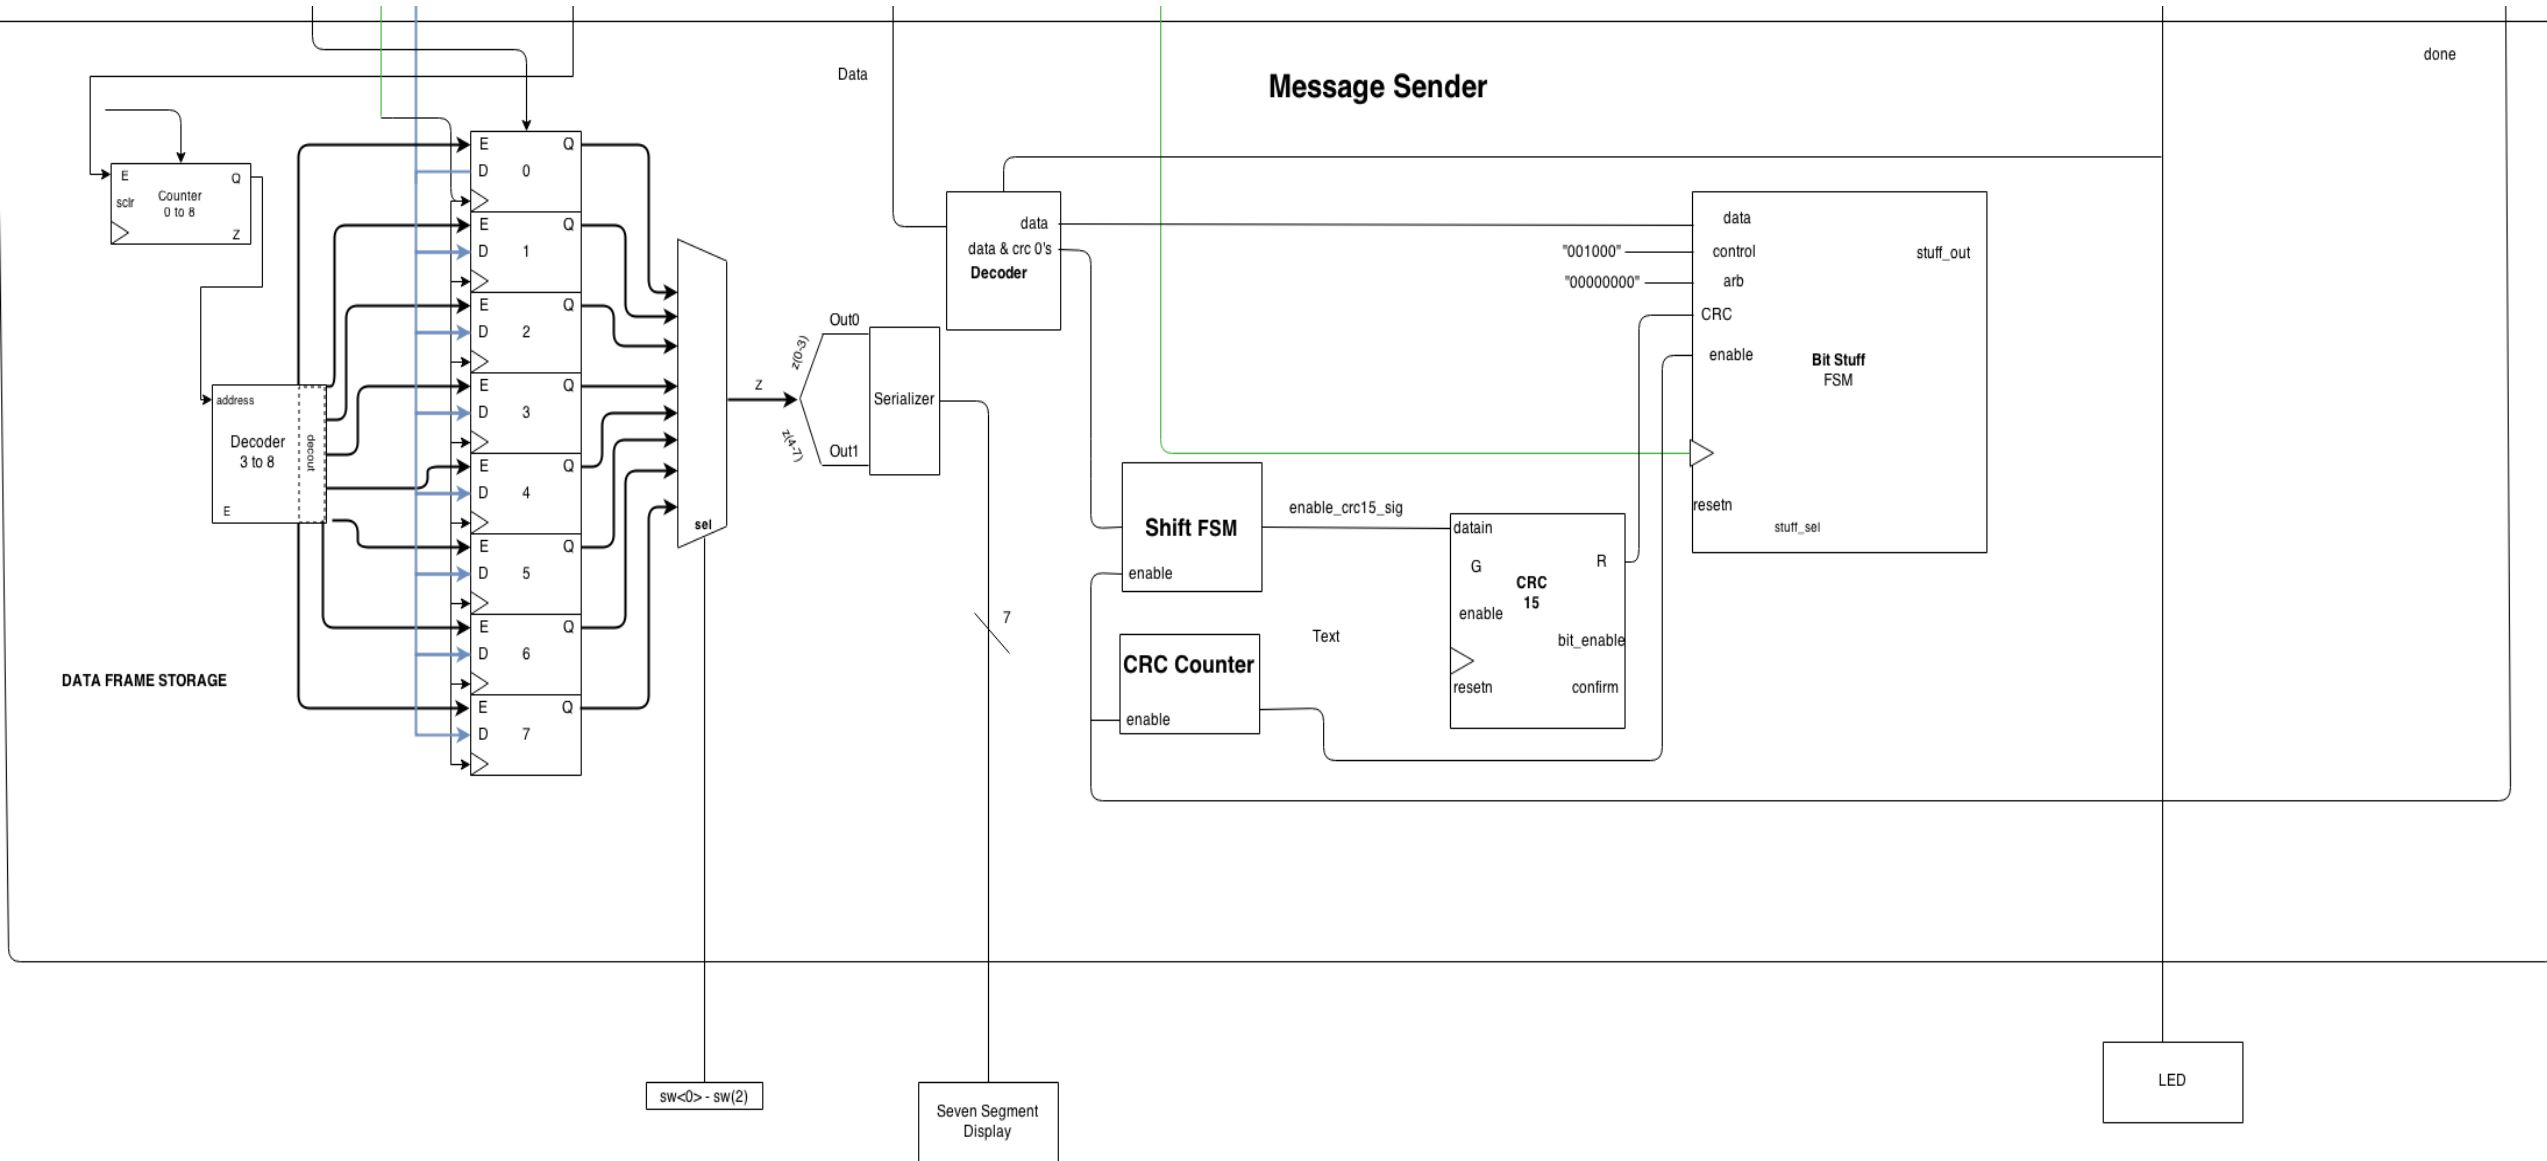 done
Data
Message Sender
E
Q
Counter
0 to 8
sclr
Z
E
Q
D
0
E
Q
D
1
E
Q
D
2
E
Q
D
3
E
Q
D
4
E
Q
D
5
E
Q
D
6
E
Q
D
7
address
Decoder
3 to 8
decout
E
DATA FRAME STORAGE
sel
z
z(0-3)
z(4-7)
Out0
Out1
Serializer
7
data
data & crc 0's
Decoder
"001000"
"00000000"
data
control
arb
CRC
enable
stuff_out
Bit Stuff
FSM
resetn
stuff_sel
Shift FSM
enable
enable_crc15_sig
datain
G
R
CRC
15
enable
bit_enable
resetn
confirm
Text
CRC Counter
enable
sw<0> - sw(2)
Seven Segment
Display
LED